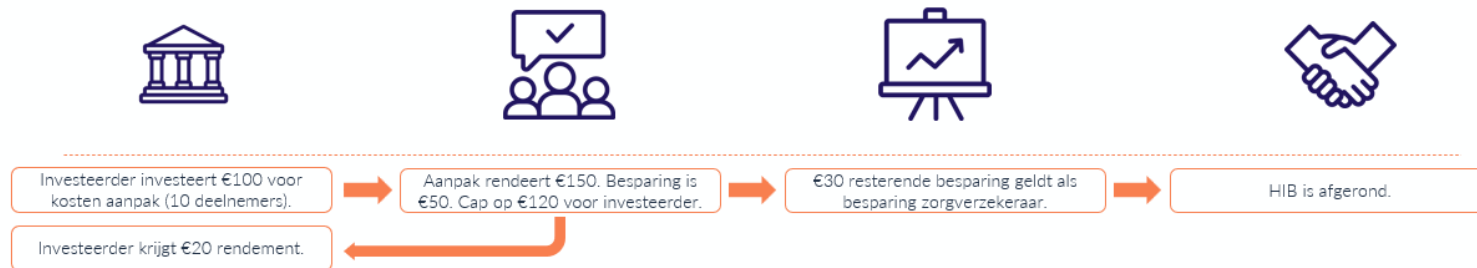 Investeerder investeert €100 voor
kosten aanpak (10 deelnemers).
Aanpak rendeert €150. Besparing is
€50. Cap op €120 voor investeerder.
€30 resterende besparing geldt als
besparing zorgverzekeraar.
HIB is afgerond.
Investeerder krijgt €20 rendement.